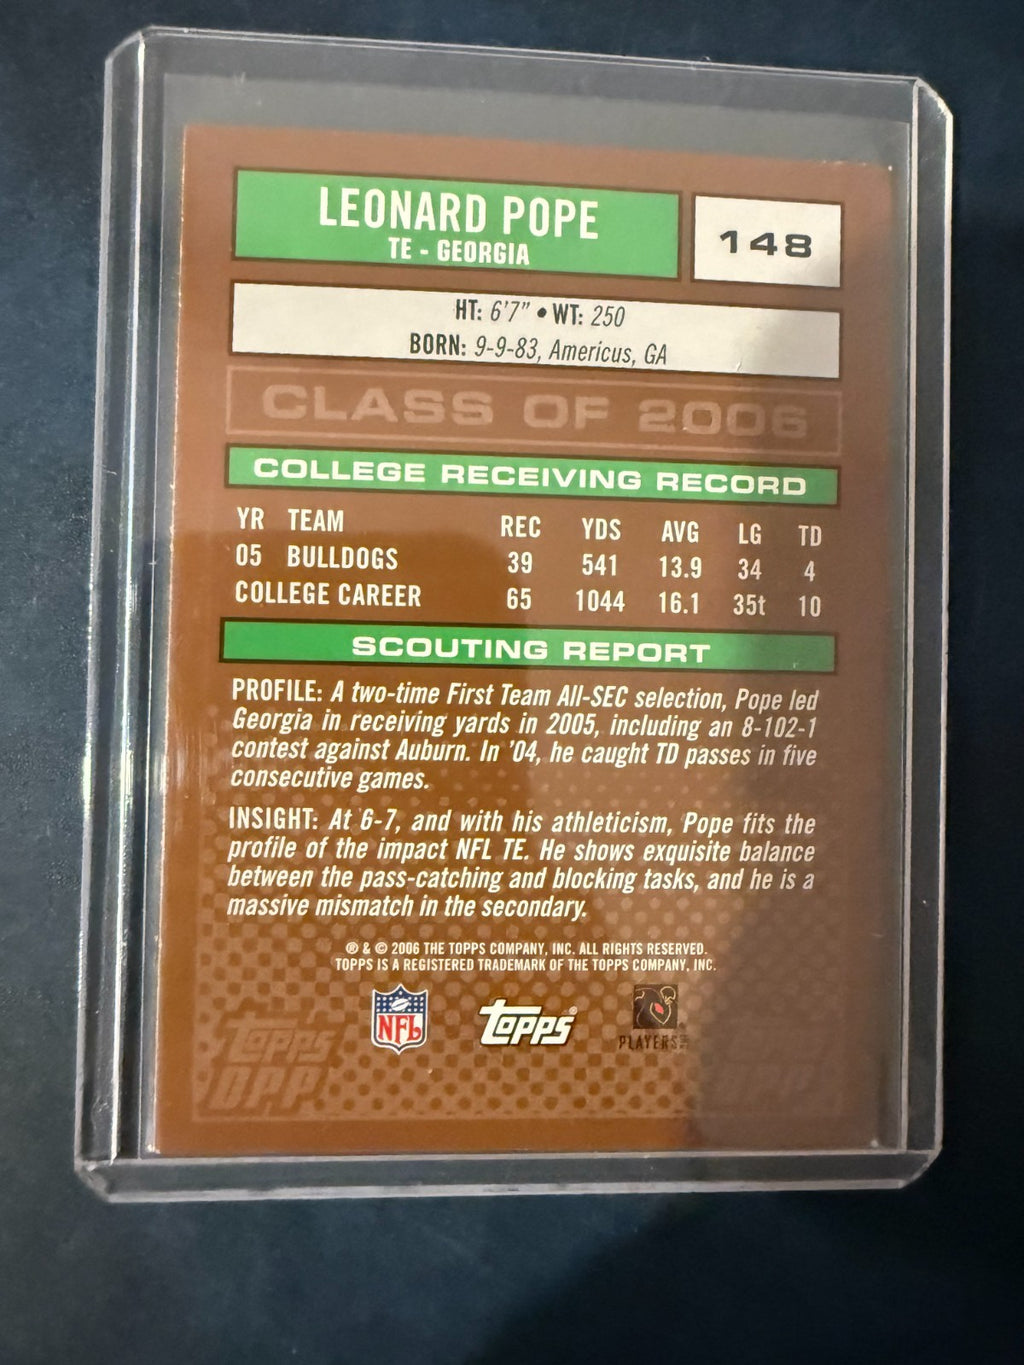 LEONARD POPE
TE - GEORGIA
148
HT: 6'7" • WT: 250
BORN: 9-9-83, Americus, GA
CLASS OF 2006
COLLEGE RECEIVING RECORD
YR TEAM REC YDS AVG LG TD
05 BULLDOGS 39 541 13.9 34 4
COLLEGE CAREER 65 1044 16.1 35t 10
SCOUTING REPORT
PROFILE: A two-time First Team All-SEC selection, Pope led
Georgia in receiving yards in 2005, including an 8-102-1
contest against Auburn. In '04, he caught TD passes in five
consecutive games.
INSIGHT: At 6-7, and with his athleticism, Pope fits the
profile of the impact NFL TE. He shows exquisite balance
between the pass-catching and blocking tasks, and he is a
massive mismatch in the secondary.
® & © 2006 THE TOPPS COMPANY, INC. ALL RIGHTS RESERVED.
TOPPS IS A REGISTERED TRADEMARK OF THE TOPPS COMPANY, INC.
NFL
Topps®
PLAYERS
TOPPS
DPP